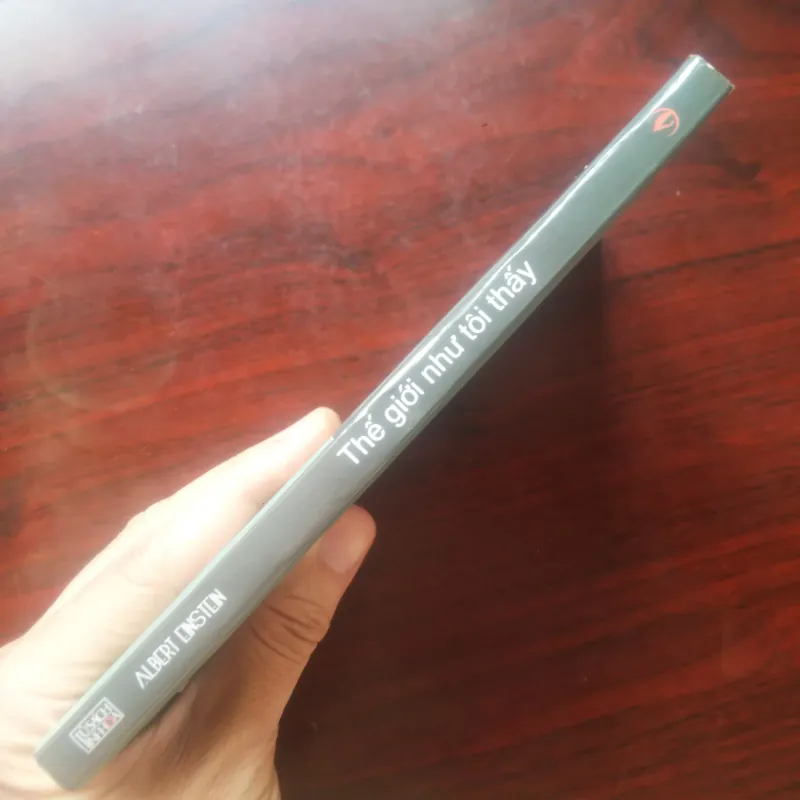 ALBERT EINSTEIN
Thế giới như tôi thấy